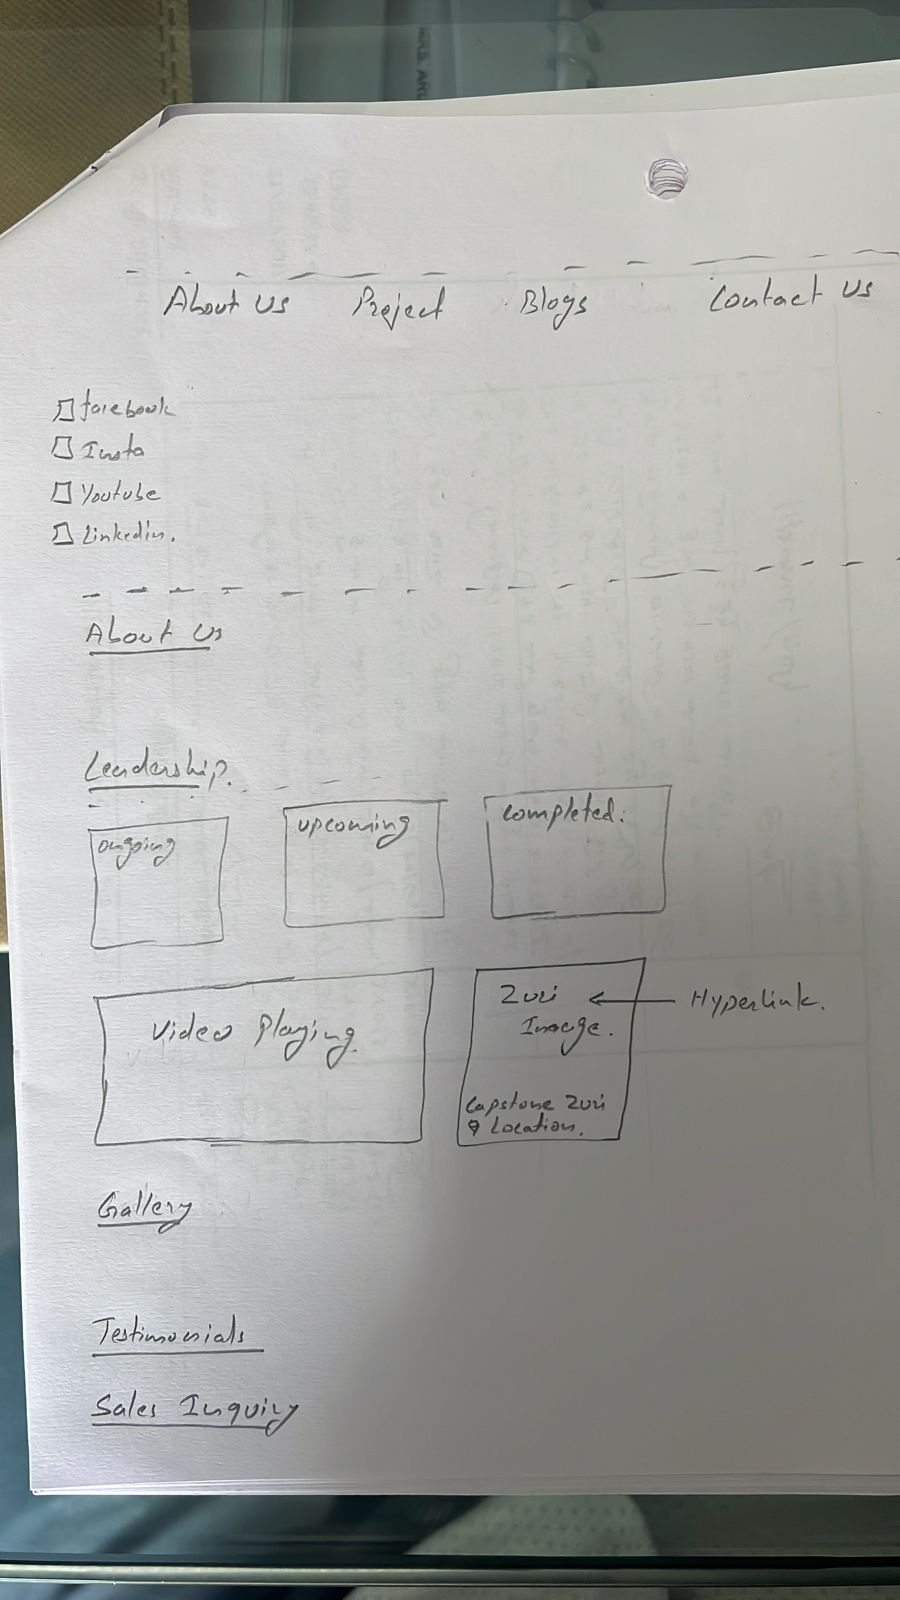 About Us Project Blogs Contact Us
facebook
Insta
Youtube
Linkedin.
About Us
Leadership.
ongoing upcoming completed.
Video Playing Zuri Hyperlink.
Image.
Capstone Zuri
Location.
Gallery
Testimonials
Sales Inquiry